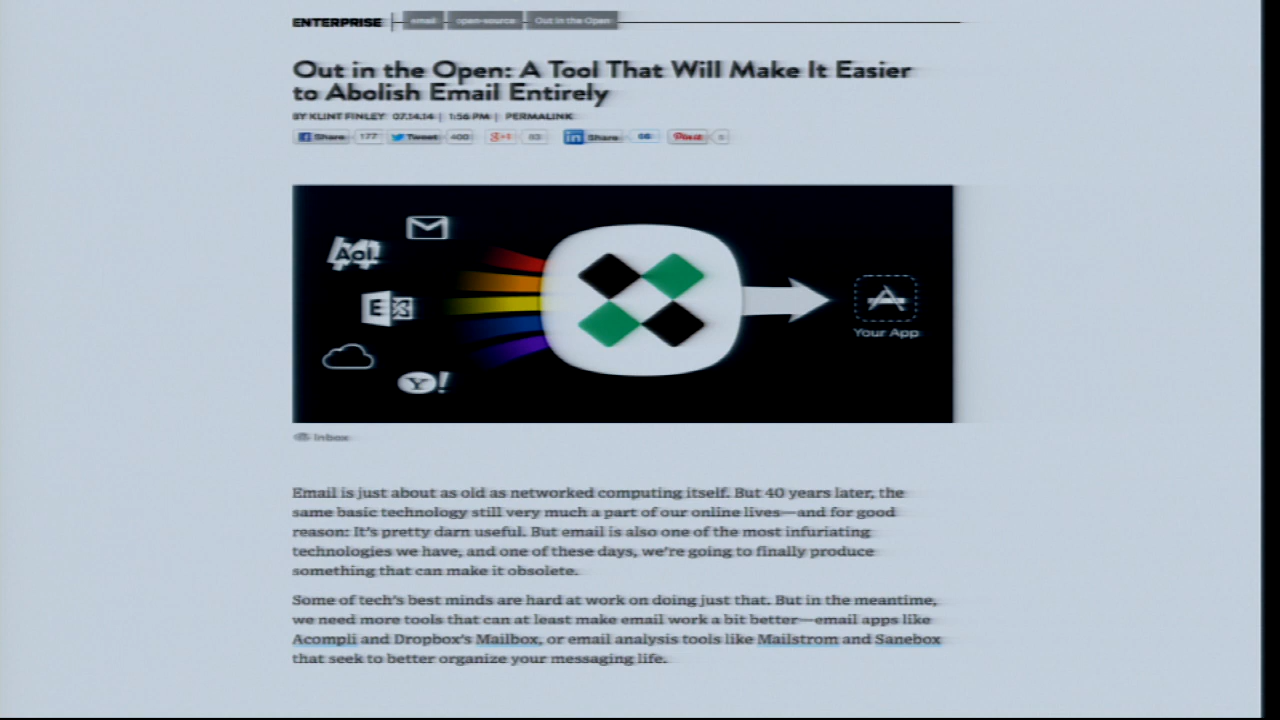 ENTERPRISE email open-source Out in the Open
Out in the Open: A Tool That Will Make It Easier
to Abolish Email Entirely
BY KLINT FINLEY 07.14.14 | 1:56 PM | PERMALINK
Share 177 Tweet 400 g+1 83 in Share 66 Pin it 5
Aol.
E
Y!
Your App
Inbox
Email is just about as old as networked computing itself. But 40 years later, the
same basic technology still very much a part of our online lives—and for good
reason: It's pretty darn useful. But email is also one of the most infuriating
technologies we have, and one of these days, we're going to finally produce
something that can make it obsolete.
Some of tech's best minds are hard at work on doing just that. But in the meantime,
we need more tools that can at least make email work a bit better—email apps like
Acompli and Dropbox's Mailbox, or email analysis tools like Mailstrom and Sanebox
that seek to better organize your messaging life.